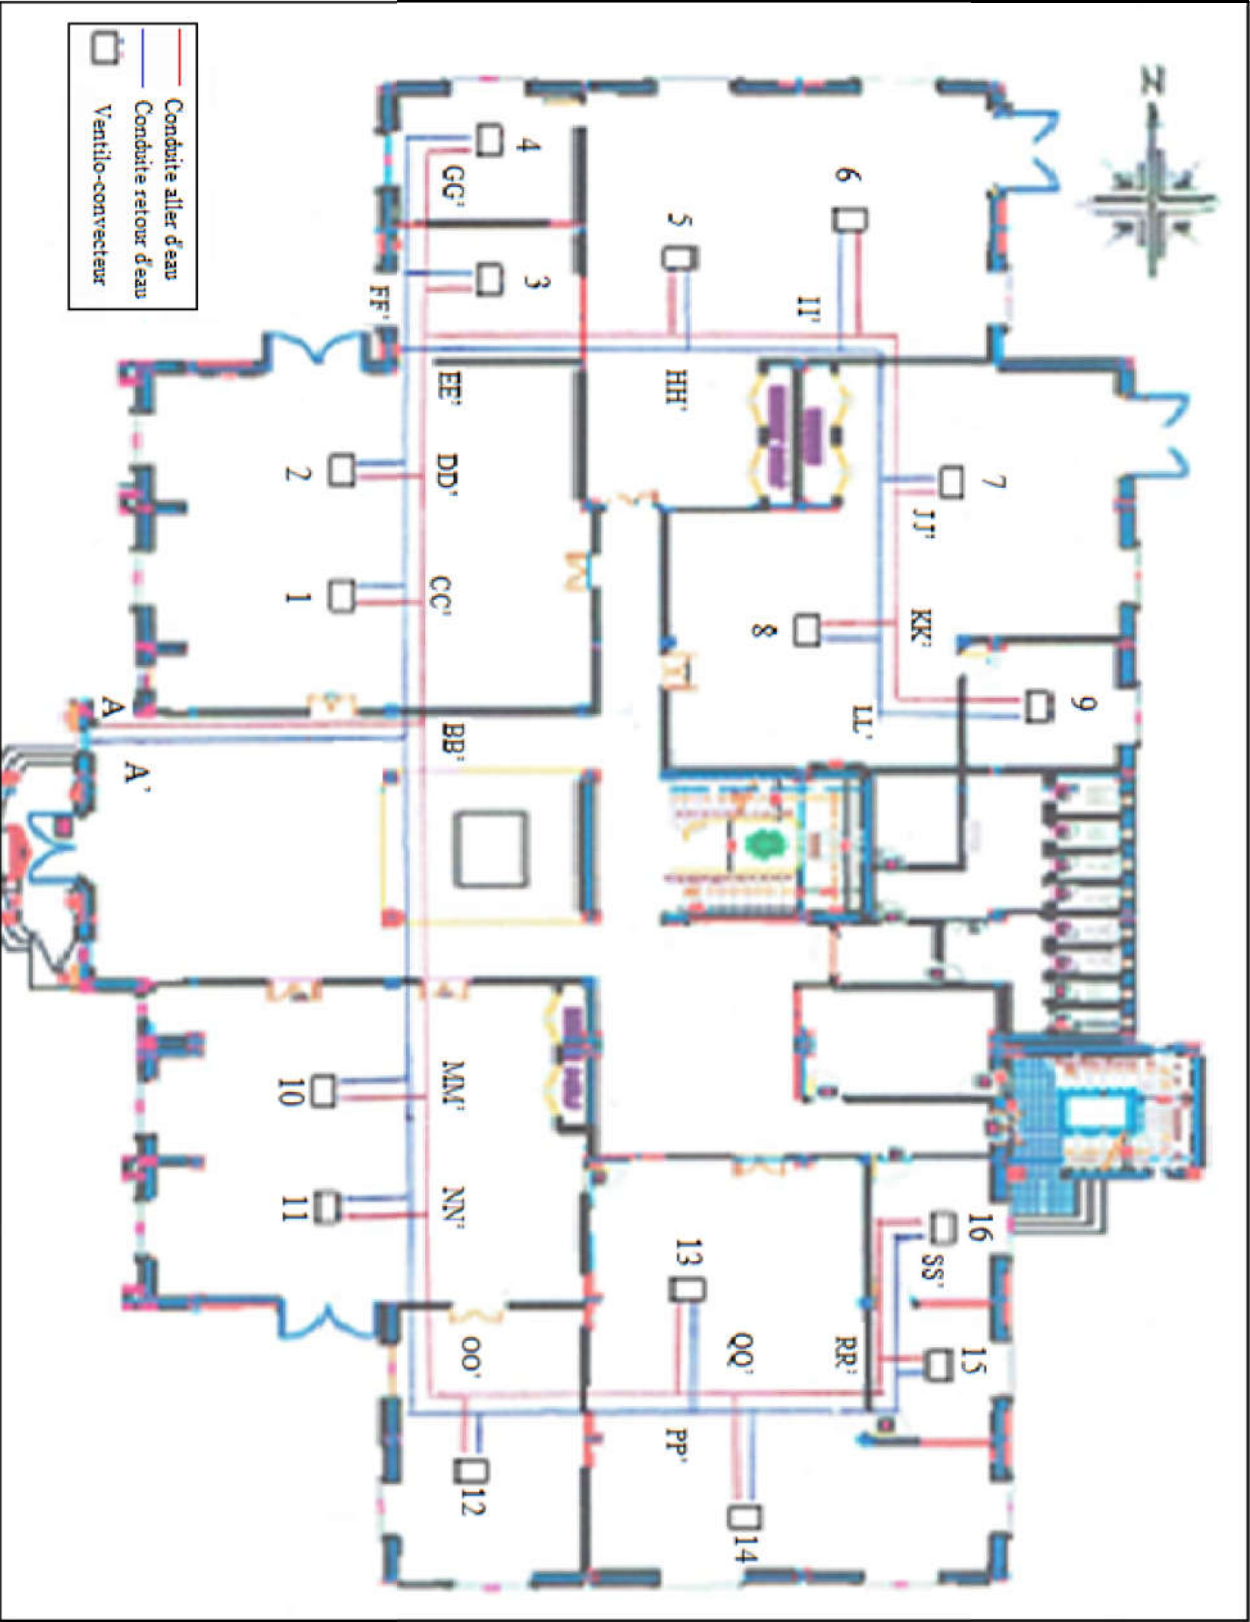 Conduite aller d'eau
Conduite retour d'eau
Ventilo-convecteur
N
4
GG'
3
FF'
5
6
II'
HH'
EE'
2
DD'
1
CC'
7
JJ'
8
KK'
9
LL'
A
A'
BB'
10
MM'
11
NN'
OO'
12
13
PP'
QQ'
14
RR'
15
16
SS'